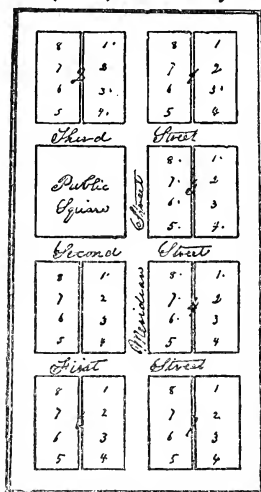 8 1. 8 1
7 2 7 2
6 3. 6 3.
5 4. 5 4
Third Street
Public
Square
8. 1.
7. 2
6 3
5. 4.
Second Street
Meridian Street
8 1. 8. 1.
7 2 7. 2
6 3 6. 3
5 4 5. 4
First Street
8 1 8 1
7 2 7 2
6 3 6 3
5 4 5 4